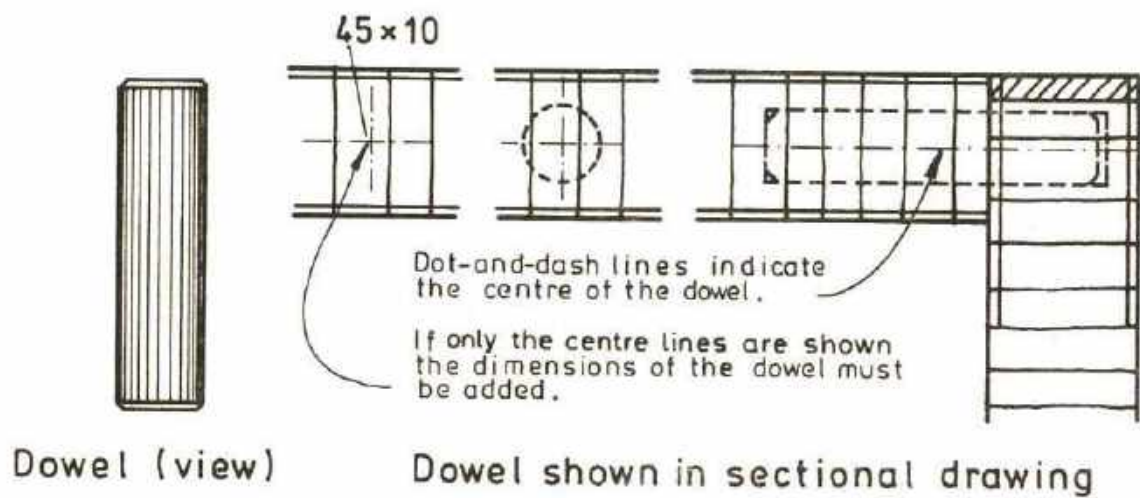 45×10
Dot-and-dash lines indicate
the centre of the dowel.
If only the centre lines are shown
the dimensions of the dowel must
be added.
Dowel (view)
Dowel shown in sectional drawing